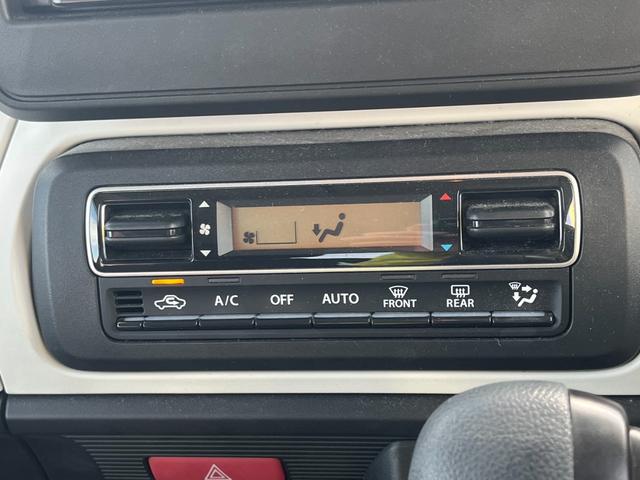 A/C OFF AUTO FRONT REAR